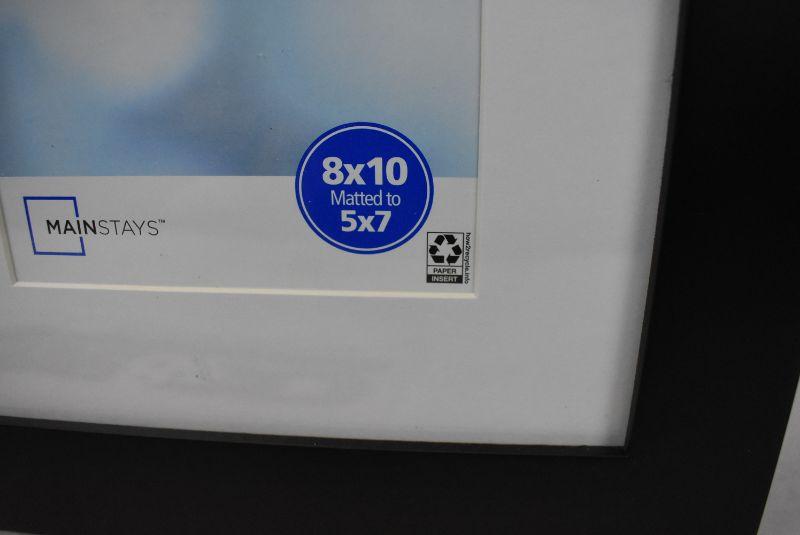 8x10
Matted to
5x7
MAINSTAYS™
how2recycle.info
PAPER
INSERT